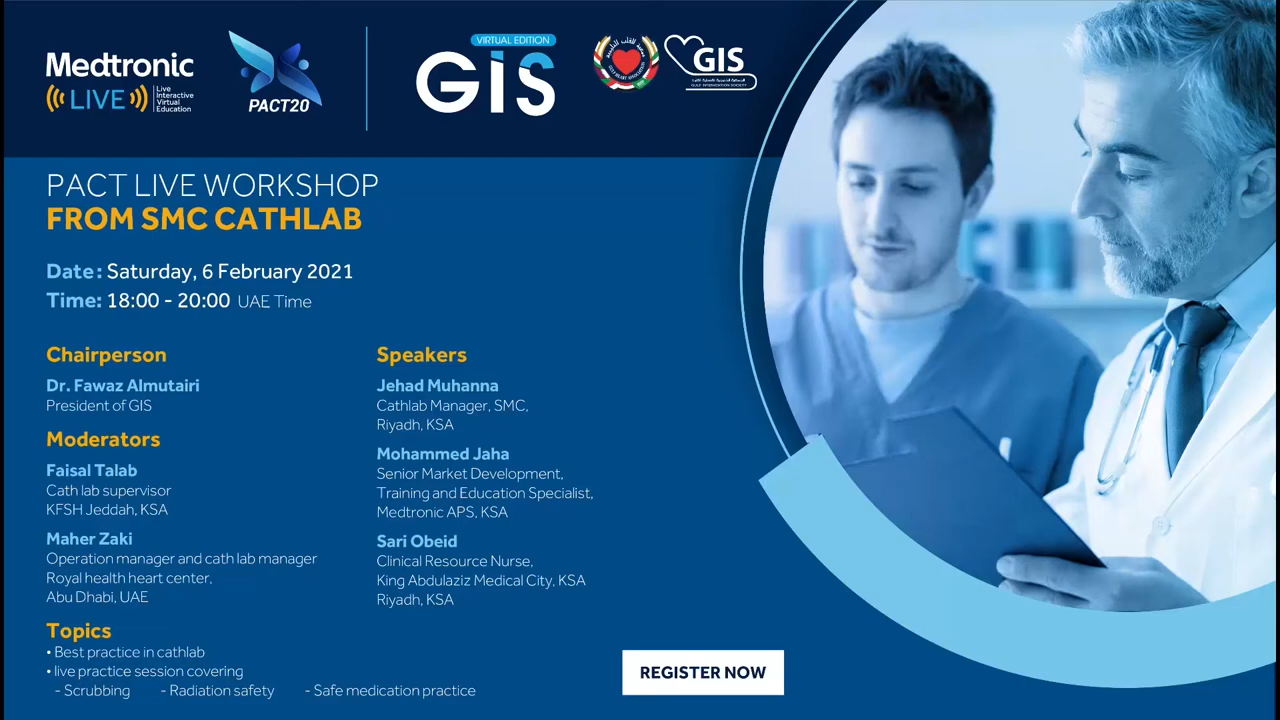 Medtronic
LIVE
Live
Interactive
Virtual
Education
PACT20
VIRTUAL EDITION
GIS
GIS
GULF INTERVENTION SOCIETY
PACT LIVE WORKSHOP
FROM SMC CATHLAB
Date: Saturday, 6 February 2021
Time: 18:00 - 20:00 UAE Time
Chairperson
Dr. Fawaz Almutairi
President of GIS
Moderators
Faisal Talab
Cath lab supervisor
KFSH Jeddah, KSA
Maher Zaki
Operation manager and cath lab manager
Royal health heart center,
Abu Dhabi, UAE
Speakers
Jehad Muhanna
Cathlab Manager, SMC,
Riyadh, KSA
Mohammed Jaha
Senior Market Development,
Training and Education Specialist,
Medtronic APS, KSA
Sari Obeid
Clinical Resource Nurse,
King Abdulaziz Medical City, KSA
Riyadh, KSA
Topics
• Best practice in cathlab
• live practice session covering
- Scrubbing - Radiation safety - Safe medication practice
REGISTER NOW